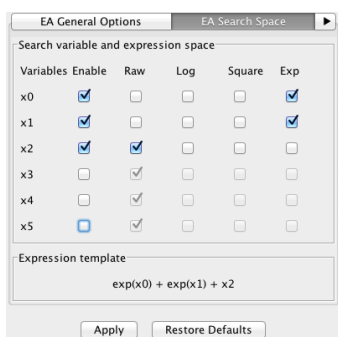 EA General Options EA Search Space
Search variable and expression space
Variables Enable Raw Log Square Exp
x0
x1
x2
x3
x4
x5
Expression template
exp(x0) + exp(x1) + x2
Apply Restore Defaults